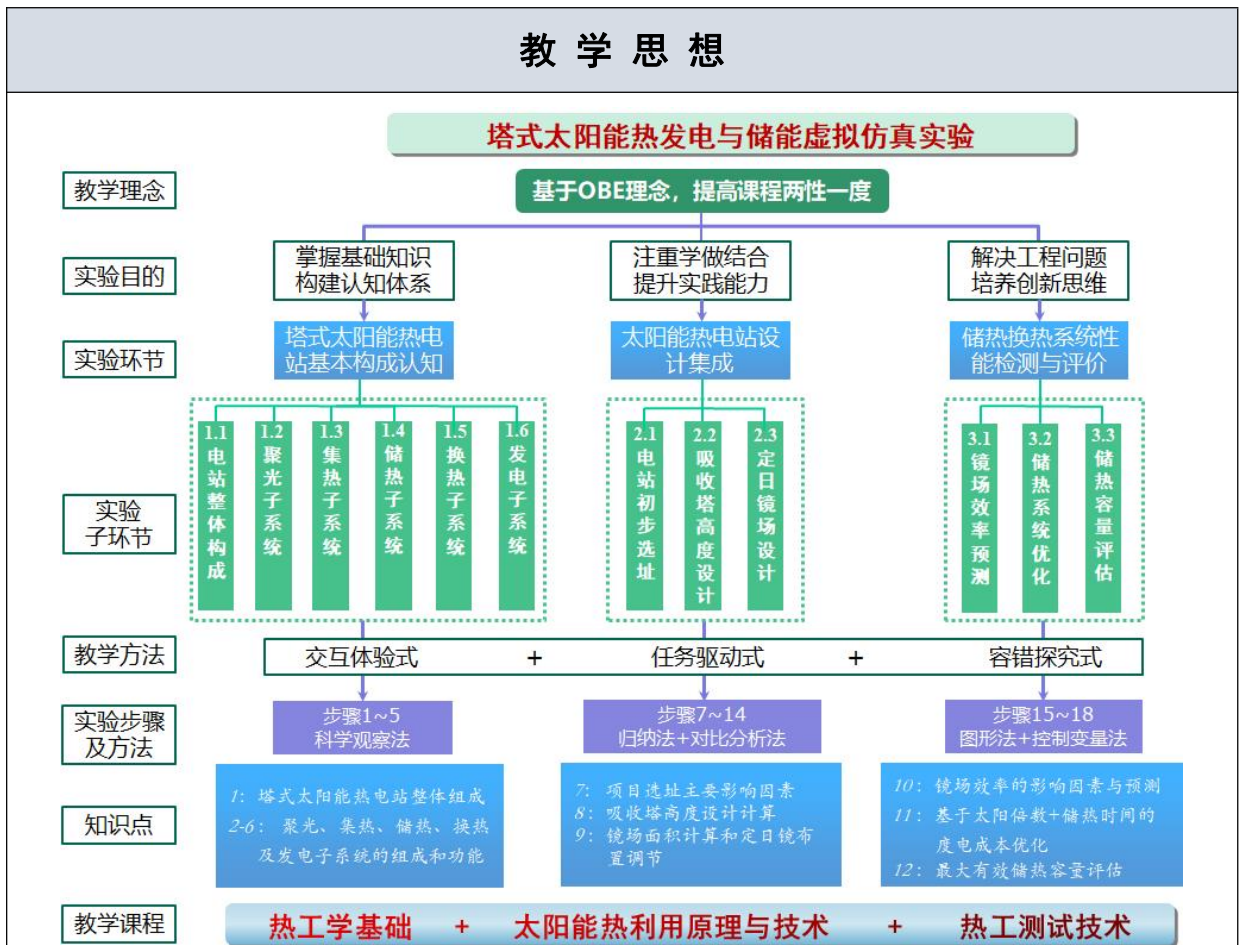 教学思想
塔式太阳能热发电与储能虚拟仿真实验
教学理念
基于OBE理念，提高课程两性一度
实验目的
掌握基础知识
构建认知体系
注重学做结合
提升实践能力
解决工程问题
培养创新思维
实验环节
塔式太阳能热电
站基本构成认知
太阳能热电站设
计集成
储热换热系统性
能检测与评价
实验
子环节
1.1电站整体构成
1.2聚光子系统
1.3集热子系统
1.4储热子系统
1.5换热子系统
1.6发电子系统
2.1电站初步选址
2.2吸收塔高度设计
2.3定日镜场设计
3.1镜场效率预测
3.2储热系统优化
3.3储热容量评估
教学方法
交互体验式 + 任务驱动式 + 容错探究式
实验步骤
及方法
步骤1~5
科学观察法
步骤7~14
归纳法+对比分析法
步骤15~18
图形法+控制变量法
知识点
1：塔式太阳能热电站整体组成
2-6：聚光、集热、储热、换热
及发电子系统的组成和功能
7：项目选址主要影响因素
8：吸收塔高度设计计算
9：镜场面积计算和定日镜布
置调节
10：镜场效率的影响因素与预测
11：基于太阳倍数+储热时间的
度电成本优化
12：最大有效储热容量评估
教学课程
热工学基础 + 太阳能热利用原理与技术 + 热工测试技术